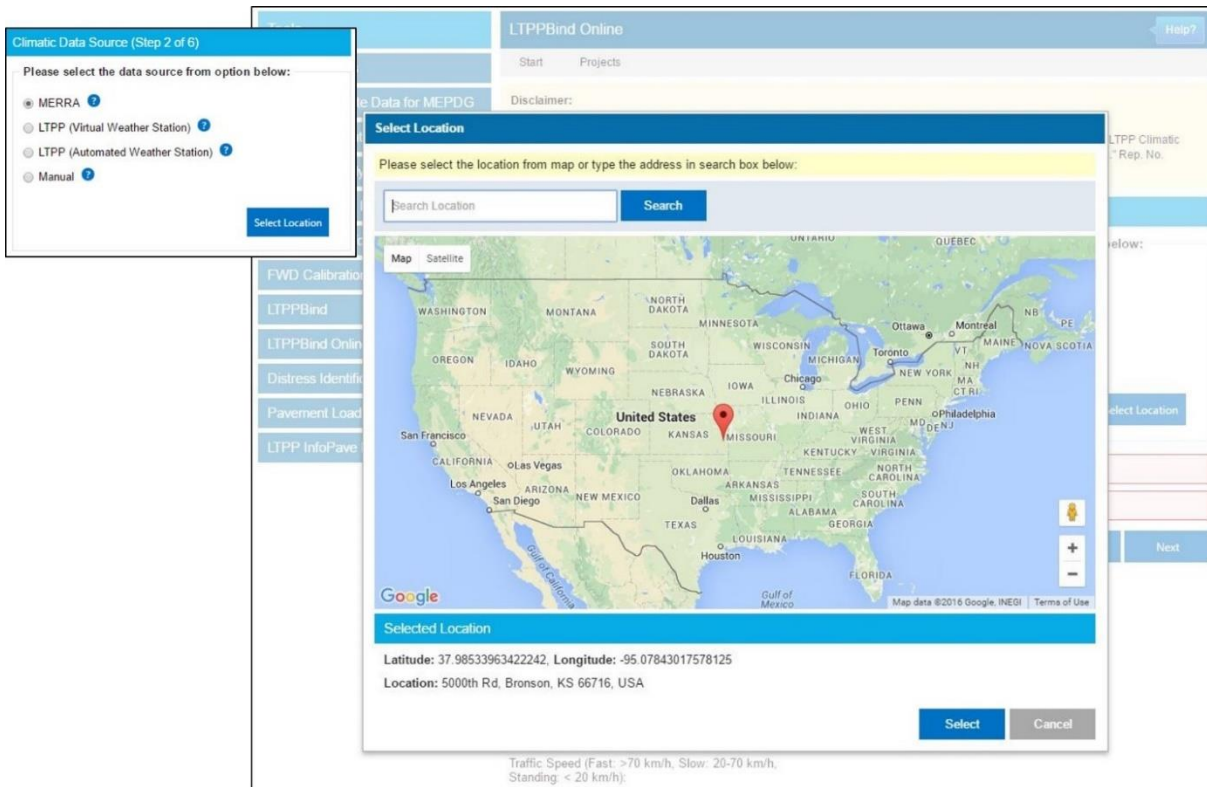 Climatic Data Source (Step 2 of 6)
Please select the data source from option below:
MERRA ?
LTPP (Virtual Weather Station) ?
LTPP (Automated Weather Station) ?
Manual ?
Select Location
Tools
e Data for MEPDG
FWD Calibration
LTPPBind
LTPPBind Onlin
Distress Identific
Pavement Load
LTPP InfoPave
LTPPBind Online
Help?
Start Projects
Disclaimer:
LTPP Climatic
." Rep. No.
elow:
elect Location
Next
Select Location
Please select the location from map or type the address in search box below:
Search Location
Search
Map Satellite
ONTARIO
QUEBEC
WASHINGTON
MONTANA
NORTH
DAKOTA
MINNESOTA
Ottawa
Montreal
NB
PE
OREGON
IDAHO
WYOMING
SOUTH
DAKOTA
WISCONSIN
MICHIGAN
Toronto
VT
MAINE
NOVA SCOTIA
NH
NEW YORK
MA
CT RI
NEBRASKA
IOWA
Chicago
ILLINOIS
INDIANA
OHIO
PENN
Philadelphia
MD
DE
NJ
NEVADA
UTAH
COLORADO
United States
KANSAS
MISSOURI
WEST
VIRGINIA
KENTUCKY
VIRGINIA
San Francisco
CALIFORNIA
Las Vegas
Los Angeles
San Diego
ARIZONA
NEW MEXICO
OKLAHOMA
ARKANSAS
TENNESSEE
NORTH
CAROLINA
SOUTH
CAROLINA
MISSISSIPPI
ALABAMA
GEORGIA
Dallas
TEXAS
LOUISIANA
Houston
FLORIDA
Gulf of California
Gulf of
Mexico
+
−
Google
Map data ©2016 Google, INEGI Terms of Use
Selected Location
Latitude: 37.98533963422242, Longitude: -95.07843017578125
Location: 5000th Rd, Bronson, KS 66716, USA
Select Cancel
Traffic Speed (Fast: >70 km/h, Slow: 20-70 km/h,
Standing: < 20 km/h):